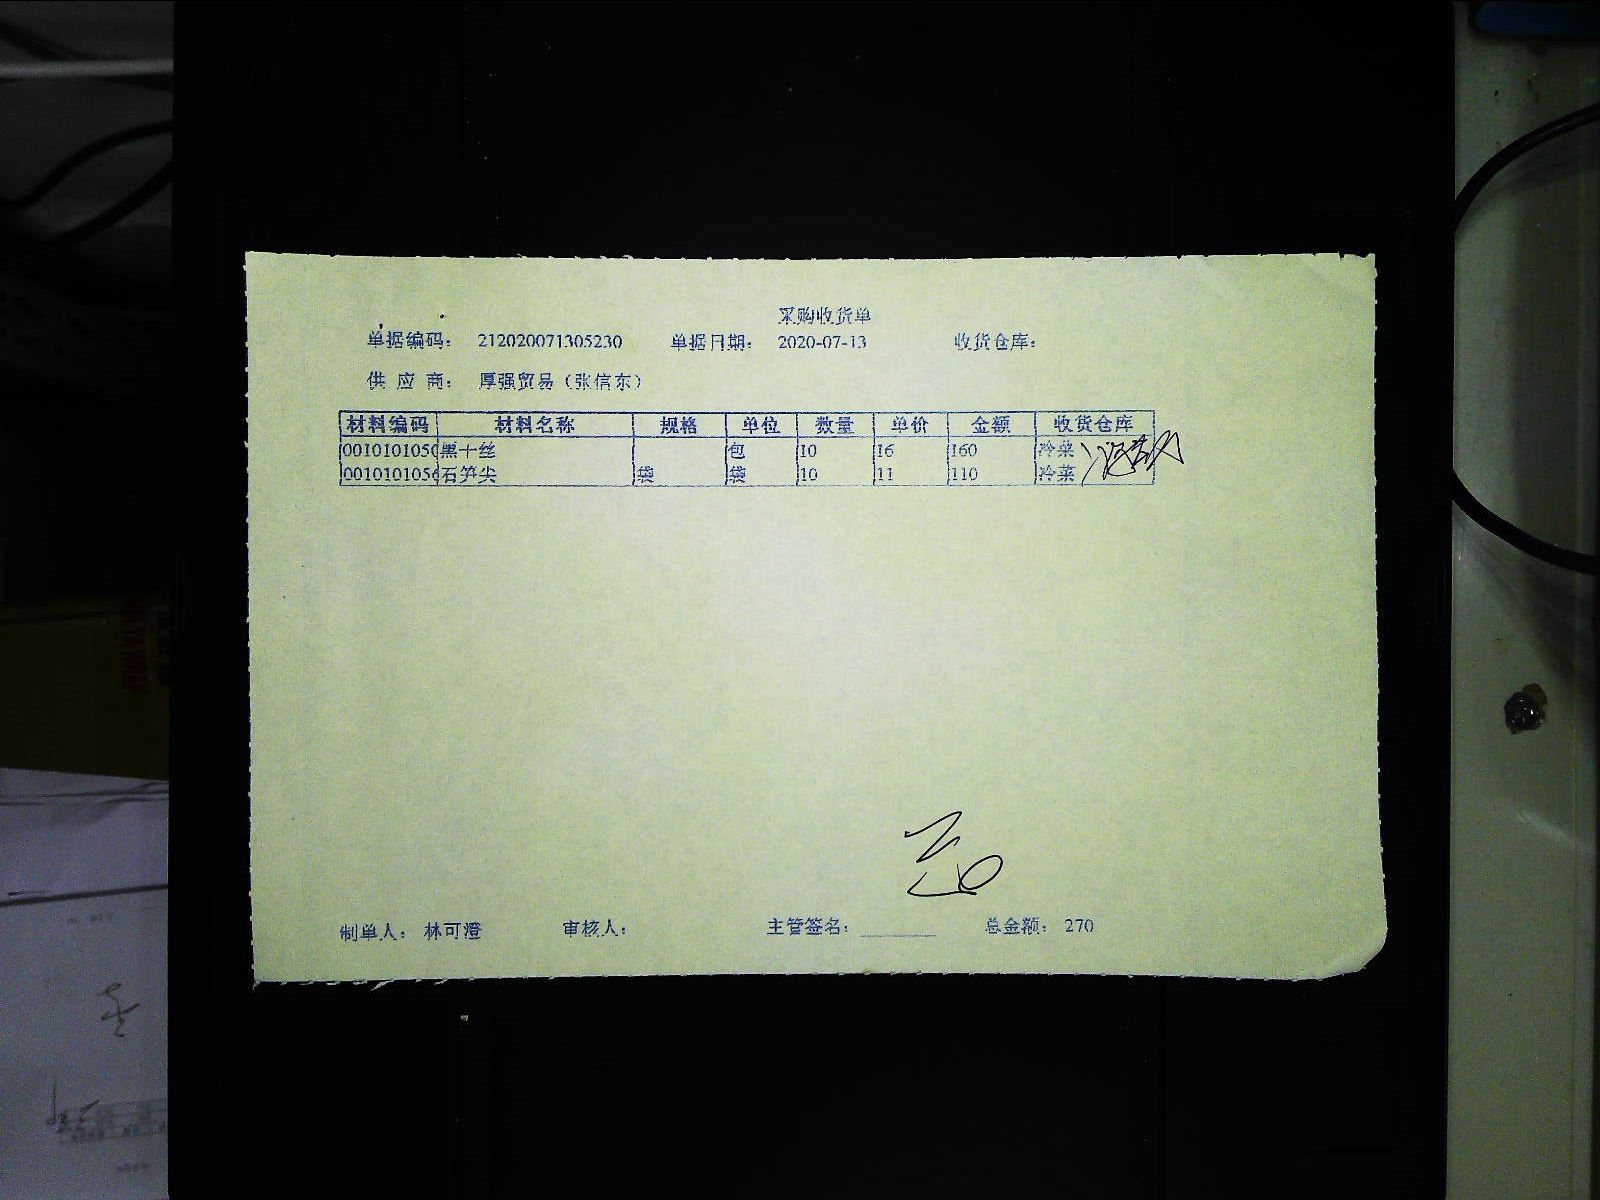 采购收货单
单据编码： 212020071305230 单据日期： 2020-07-13 收货仓库：
供 应 商： 厚强贸易（张信东）
材料编码 材料名称 规格 单位 数量 单价 金额 收货仓库
0010101050 黑十丝 包 10 16 160 冷菜
0010101056 石笋尖 袋 袋 10 11 110 冷菜
制单人： 林可澄 审核人： 主管签名： 总金额： 270